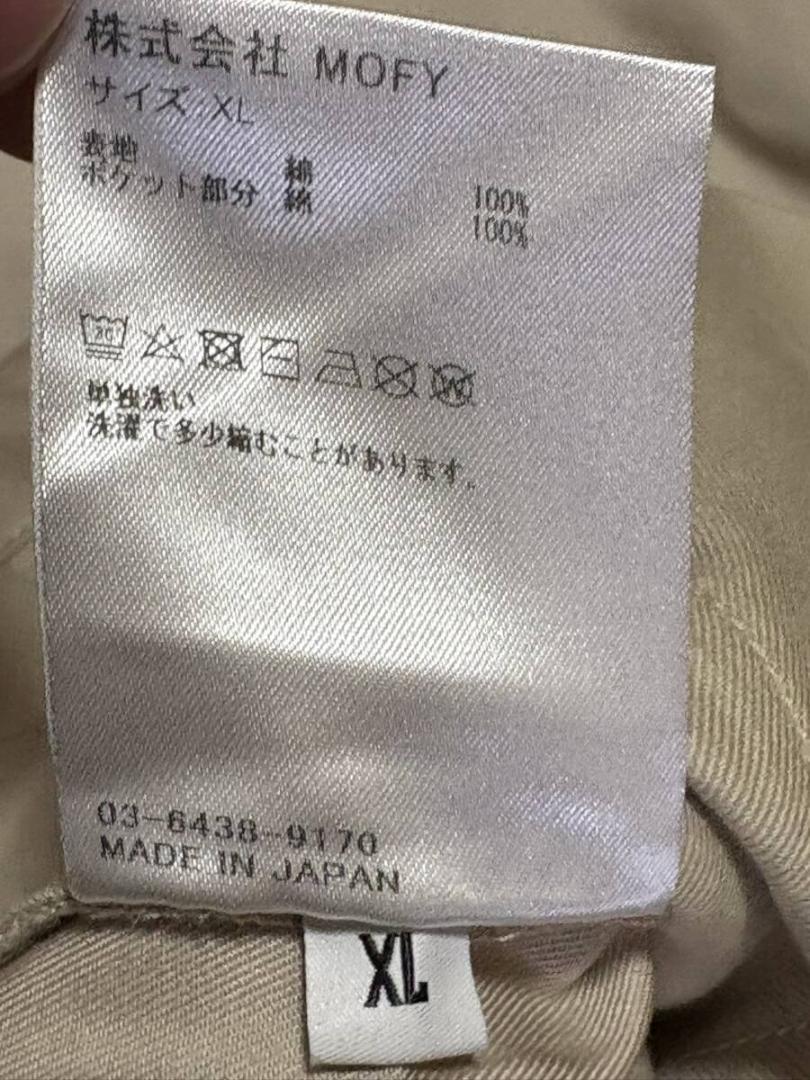 株式会社 MOFY
サイズ XL
表地 綿 100%
ポケット部分 綿 100%
30
W
単独洗い
洗濯で多少縮むことがあります。
03-6438-9170
MADE IN JAPAN
XL